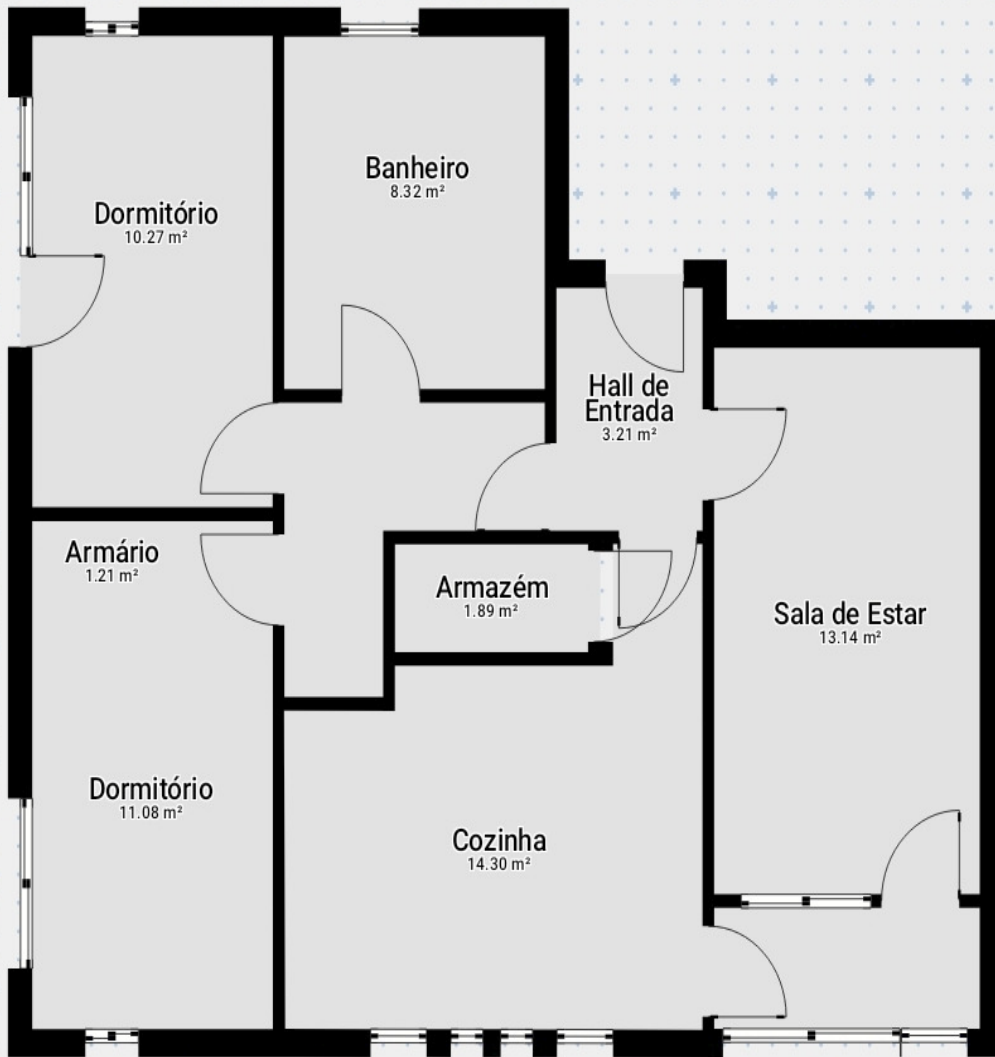 Banheiro
8.32 m²
Dormitório
10.27 m²
Hall de
Entrada
3.21 m²
Armário
1.21 m²
Armazém
1.89 m²
Sala de Estar
13.14 m²
Dormitório
11.08 m²
Cozinha
14.30 m²